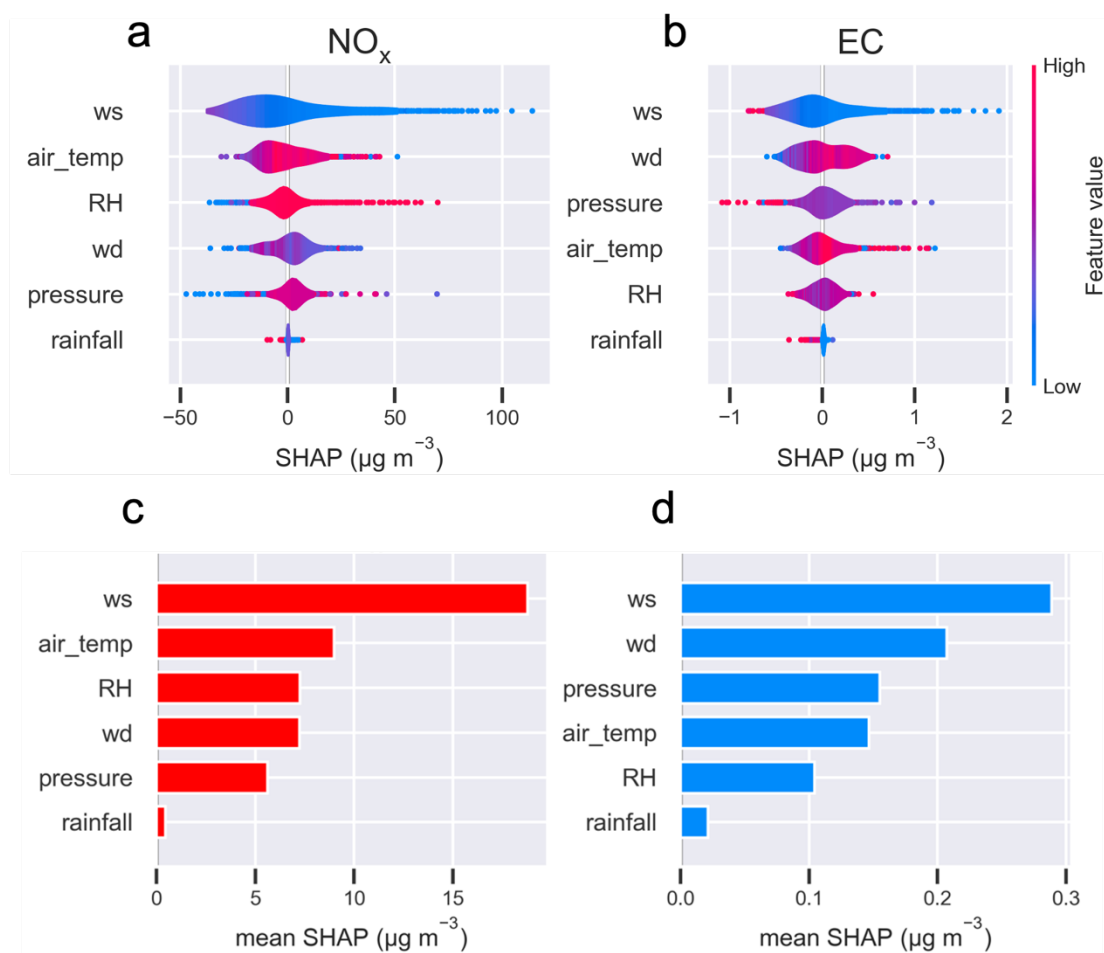 a
NOx
ws
air_temp
RH
wd
pressure
rainfall
−50
0
50
100
SHAP (µg m⁻³)
b
EC
ws
wd
pressure
air_temp
RH
rainfall
−1
0
1
2
SHAP (µg m⁻³)
High
Feature value
Low
c
ws
air_temp
RH
wd
pressure
rainfall
0
5
10
15
mean SHAP (µg m⁻³)
d
ws
wd
pressure
air_temp
RH
rainfall
0.0
0.1
0.2
0.3
mean SHAP (µg m⁻³)